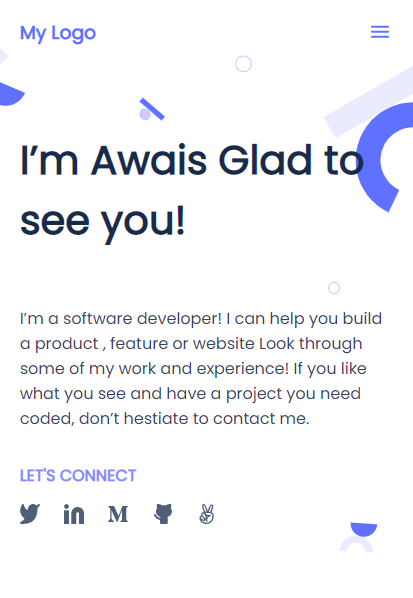 My Logo
I’m Awais Glad to
see you!
I’m a software developer! I can help you build
a product , feature or website Look through
some of my work and experience! If you like
what you see and have a project you need
coded, don’t hestiate to contact me.
LET'S CONNECT